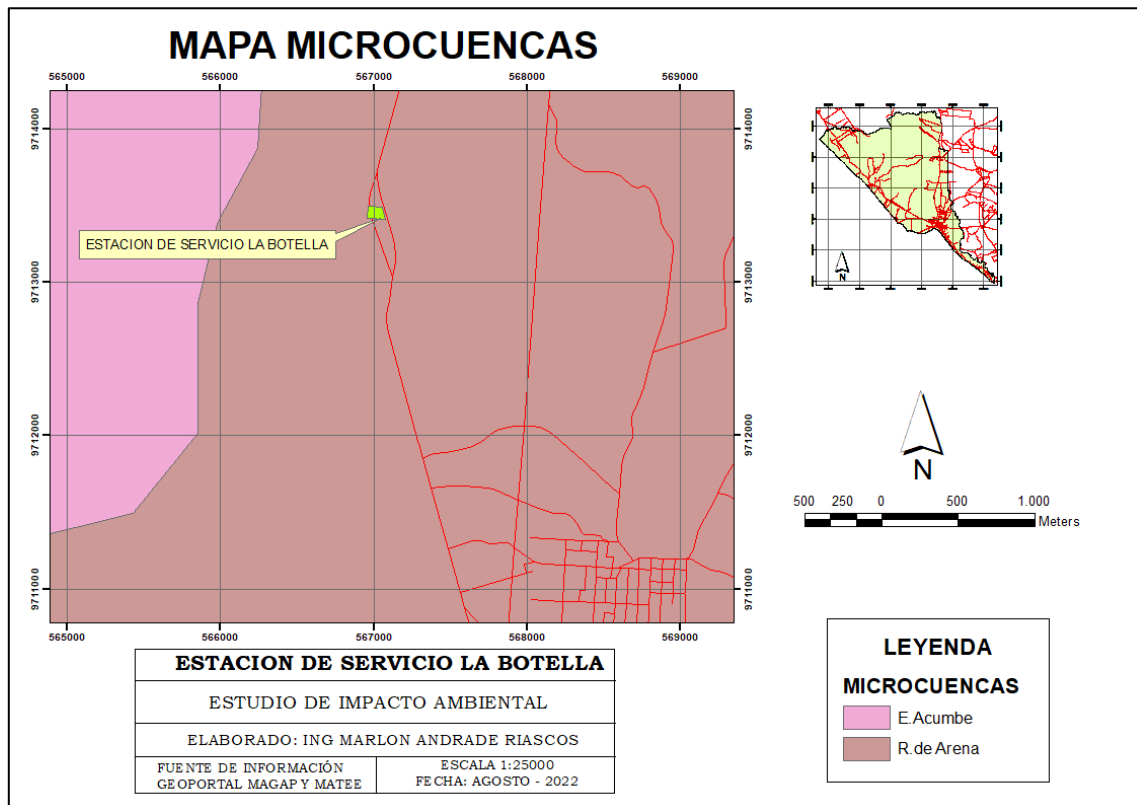 MAPA MICROCUENCAS
565000 566000 567000 568000 569000
9714000 9714000
ESTACION DE SERVICIO LA BOTELLA
9713000 9713000
9712000 9712000
9711000 9711000
565000 566000 567000 568000 569000
N
N
500 250 0 500 1.000
Meters
ESTACION DE SERVICIO LA BOTELLA
ESTUDIO DE IMPACTO AMBIENTAL
ELABORADO: ING MARLON ANDRADE RIASCOS
FUENTE DE INFORMACIÓN
GEOPORTAL MAGAP Y MATEE
ESCALA 1:25000
FECHA: AGOSTO - 2022
LEYENDA
MICROCUENCAS
E.Acumbe
R.de Arena